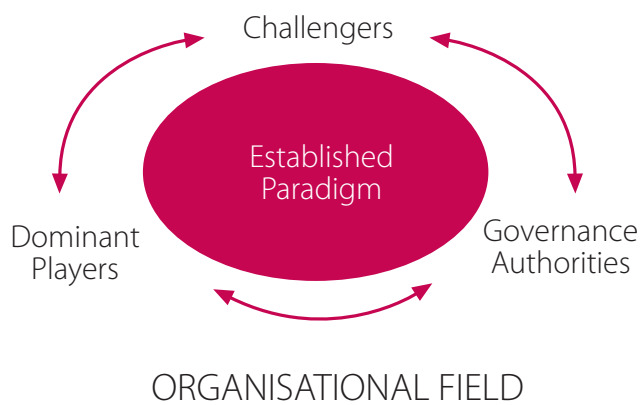 Challengers
Established
Paradigm
Dominant
Players
Governance
Authorities
ORGANISATIONAL FIELD